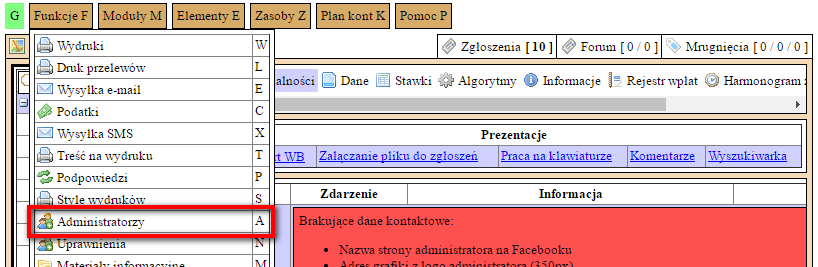 G Funkcje F Moduły M Elementy E Zasoby Z Plan kont K Pomoc P
Zgłoszenia [ 10 ] Forum [ 0 / 0 ] Mrugnięcia [ 0 / 0 / 0 ]
Wydruki W
Druk przelewów L
Wysyłka e-mail E
Podatki C
Wysyłka SMS X
Treść na wydruku T
Podpowiedzi P
Style wydruków S
Administratorzy A
Uprawnienia N
Materiały informacyjne M
alności Dane Stawki Algorytmy Informacje Rejestr wpłat Harmonogram z
Prezentacje
rt WB Załączanie pliku do zgłoszeń Praca na klawiaturze Komentarze Wyszukiwarka
Zdarzenie Informacja
Brakujące dane kontaktowe:
Nazwa strony administratora na Facebooku
Adres grafiki z logo administratora (350px)